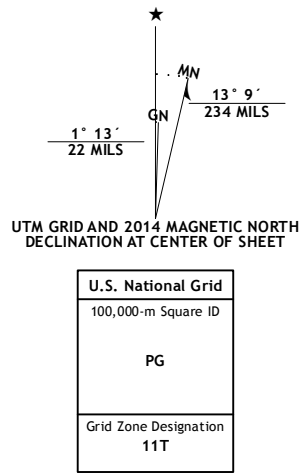 MN
GN
13° 9´
234 MILS
1° 13´
22 MILS
UTM GRID AND 2014 MAGNETIC NORTH
DECLINATION AT CENTER OF SHEET
U.S. National Grid
100,000-m Square ID
PG
Grid Zone Designation
11T